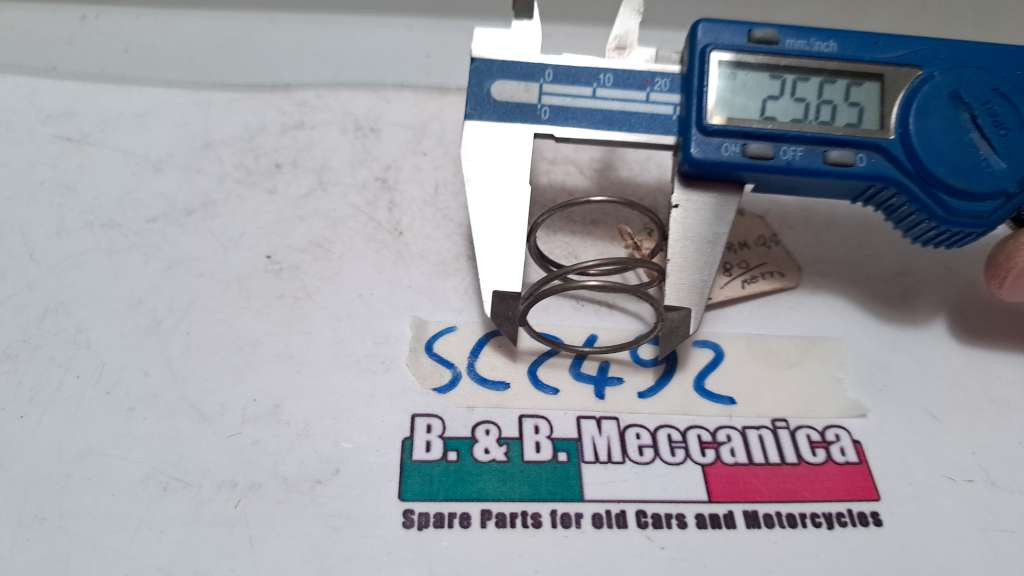 mm/inch
0 10 20
25.65
0
ON OFF 0
SC2492
B. & B. Meccanica
Spare Parts for old Cars and Motorcycles